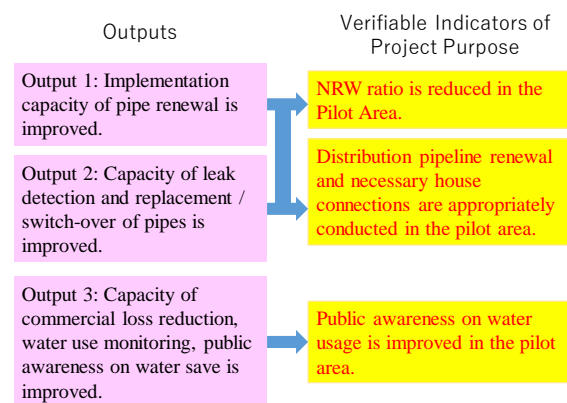 Outputs
Verifiable Indicators of
Project Purpose
Output 1: Implementation
capacity of pipe renewal is
improved.
NRW ratio is reduced in the
Pilot Area.
Output 2: Capacity of leak
detection and replacement /
switch-over of pipes is
improved.
Distribution pipeline renewal
and necessary house
connections are appropriately
conducted in the pilot area.
Output 3: Capacity of
commercial loss reduction,
water use monitoring, public
awareness on water save is
improved.
Public awareness on water
usage is improved in the pilot
area.